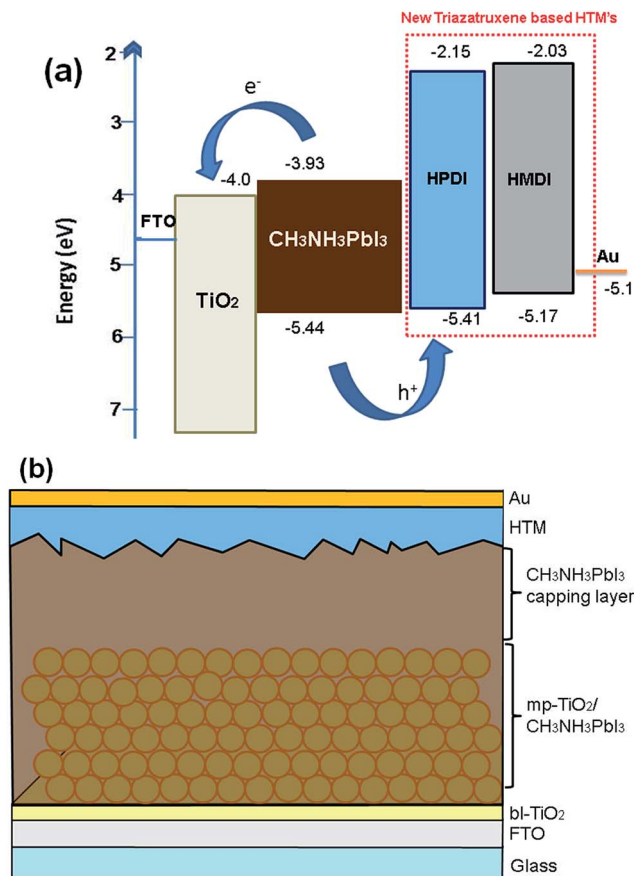 New Triazatruxene based HTM's
(a)
2
3
4
5
6
7
Energy (eV)
FTO
-4.0
TiO₂
e⁻
-3.93
CH₃NH₃PbI₃
-5.44
h⁺
-2.15
HPDI
-5.41
-2.03
HMDI
-5.17
Au
-5.1
(b)
Au
HTM
CH₃NH₃PbI₃
capping layer
mp-TiO₂/
CH₃NH₃PbI₃
bl-TiO₂
FTO
Glass